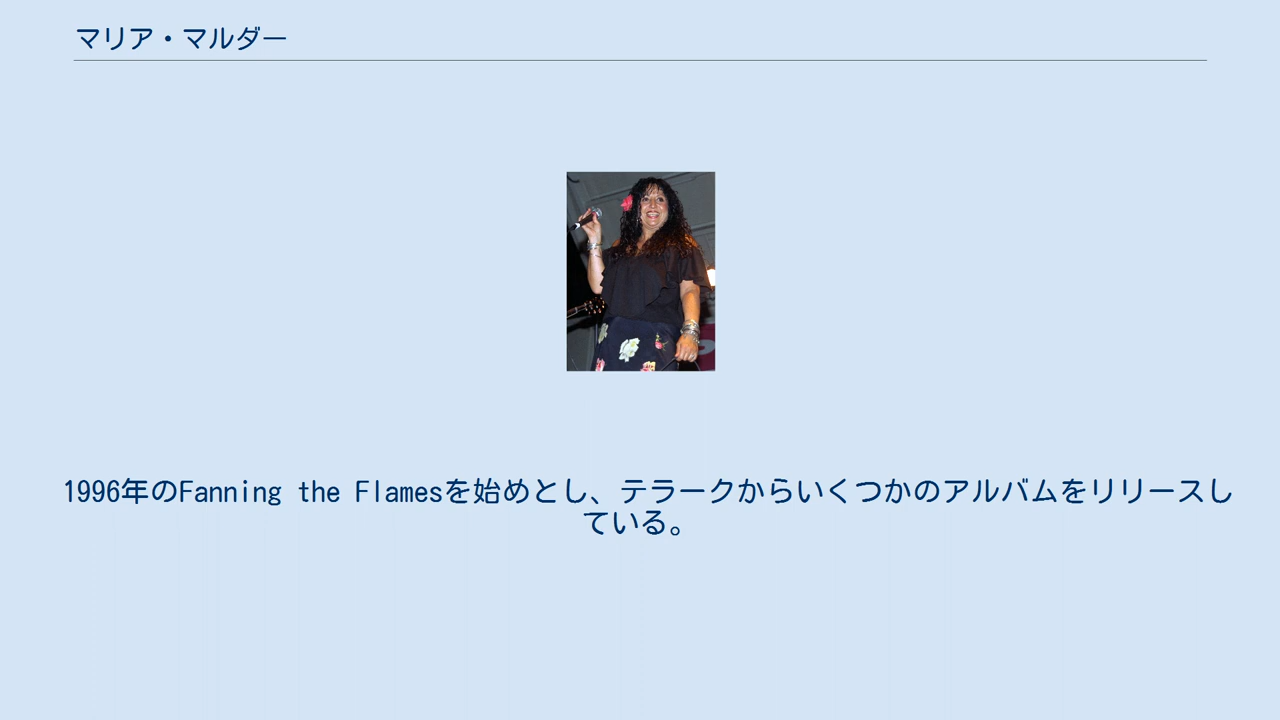 マリア・マルダー
1996年のFanning the Flamesを始めとし、テラークからいくつかのアルバムをリリースし
ている。